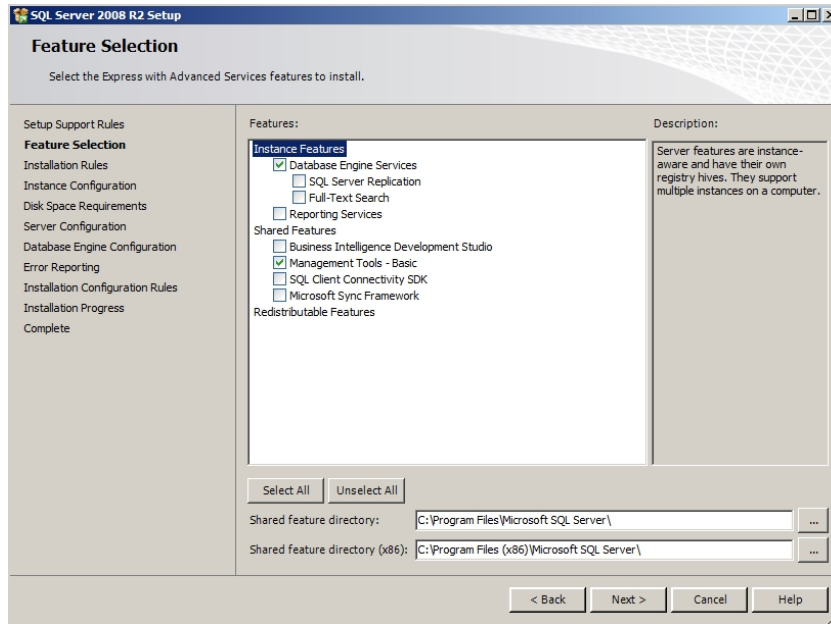 SQL Server 2008 R2 Setup
Feature Selection
Select the Express with Advanced Services features to install.
Setup Support Rules
Feature Selection
Installation Rules
Instance Configuration
Disk Space Requirements
Server Configuration
Database Engine Configuration
Error Reporting
Installation Configuration Rules
Installation Progress
Complete
Features:
Instance Features
Database Engine Services
SQL Server Replication
Full-Text Search
Reporting Services
Shared Features
Business Intelligence Development Studio
Management Tools - Basic
SQL Client Connectivity SDK
Microsoft Sync Framework
Redistributable Features
Description:
Server features are instance-
aware and have their own
registry hives. They support
multiple instances on a computer.
Select All
Unselect All
Shared feature directory:
C:\Program Files\Microsoft SQL Server\
...
Shared feature directory (x86):
C:\Program Files (x86)\Microsoft SQL Server\
...
< Back
Next >
Cancel
Help